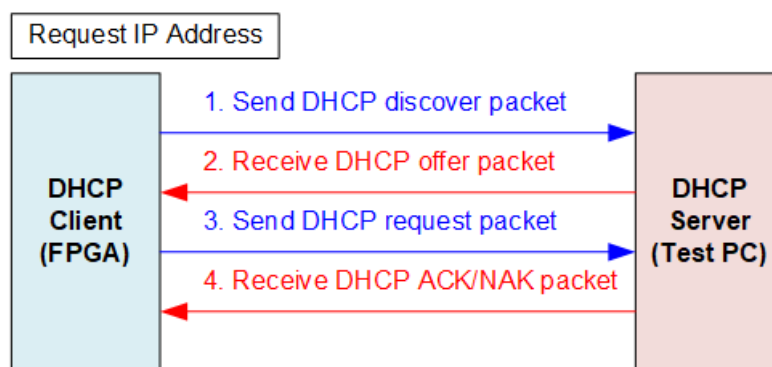 Request IP Address
1. Send DHCP discover packet
2. Receive DHCP offer packet
DHCP
Client
(FPGA)
DHCP
Server
(Test PC)
3. Send DHCP request packet
4. Receive DHCP ACK/NAK packet